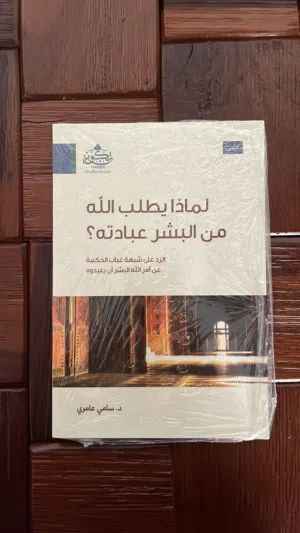 تكوين
لماذا يطلب الله
من البشر عبادته؟
الرد على شبهة غياب الحكمة
عن أمر الله البشر أن يعبدوه
د. سامي عامري